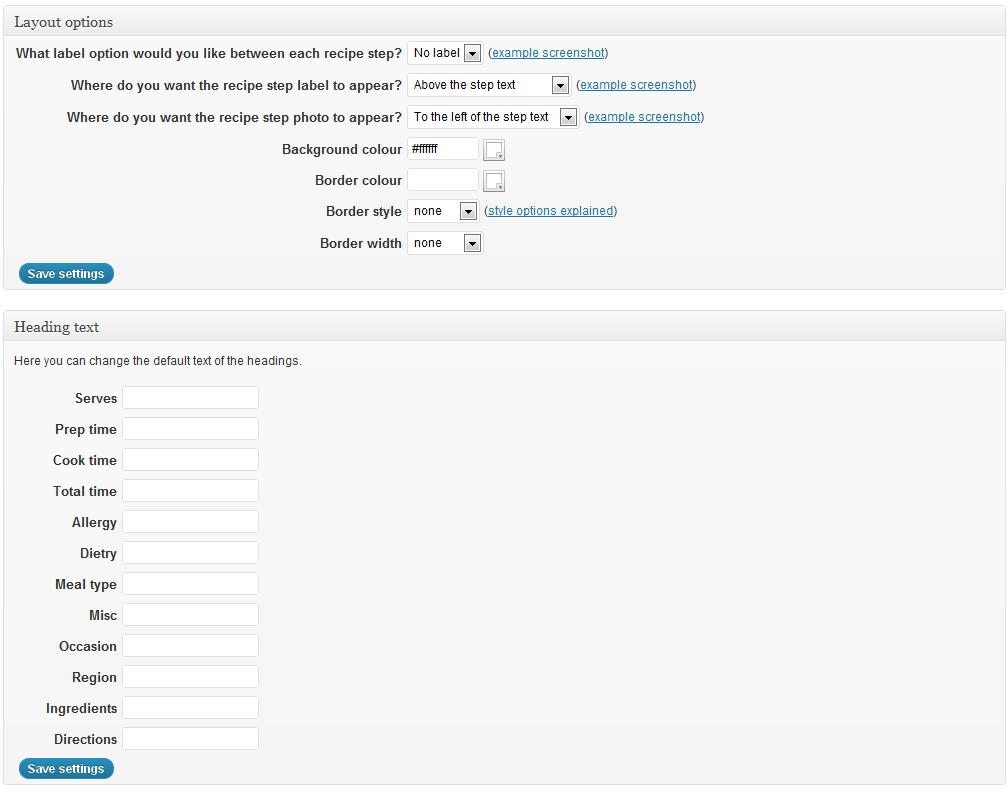 Layout options
What label option would you like between each recipe step? No label (example screenshot)
Where do you want the recipe step label to appear? Above the step text (example screenshot)
Where do you want the recipe step photo to appear? To the left of the step text (example screenshot)
Background colour #ffffff
Border colour
Border style none (style options explained)
Border width none
Save settings
Heading text
Here you can change the default text of the headings.
Serves
Prep time
Cook time
Total time
Allergy
Dietry
Meal type
Misc
Occasion
Region
Ingredients
Directions
Save settings